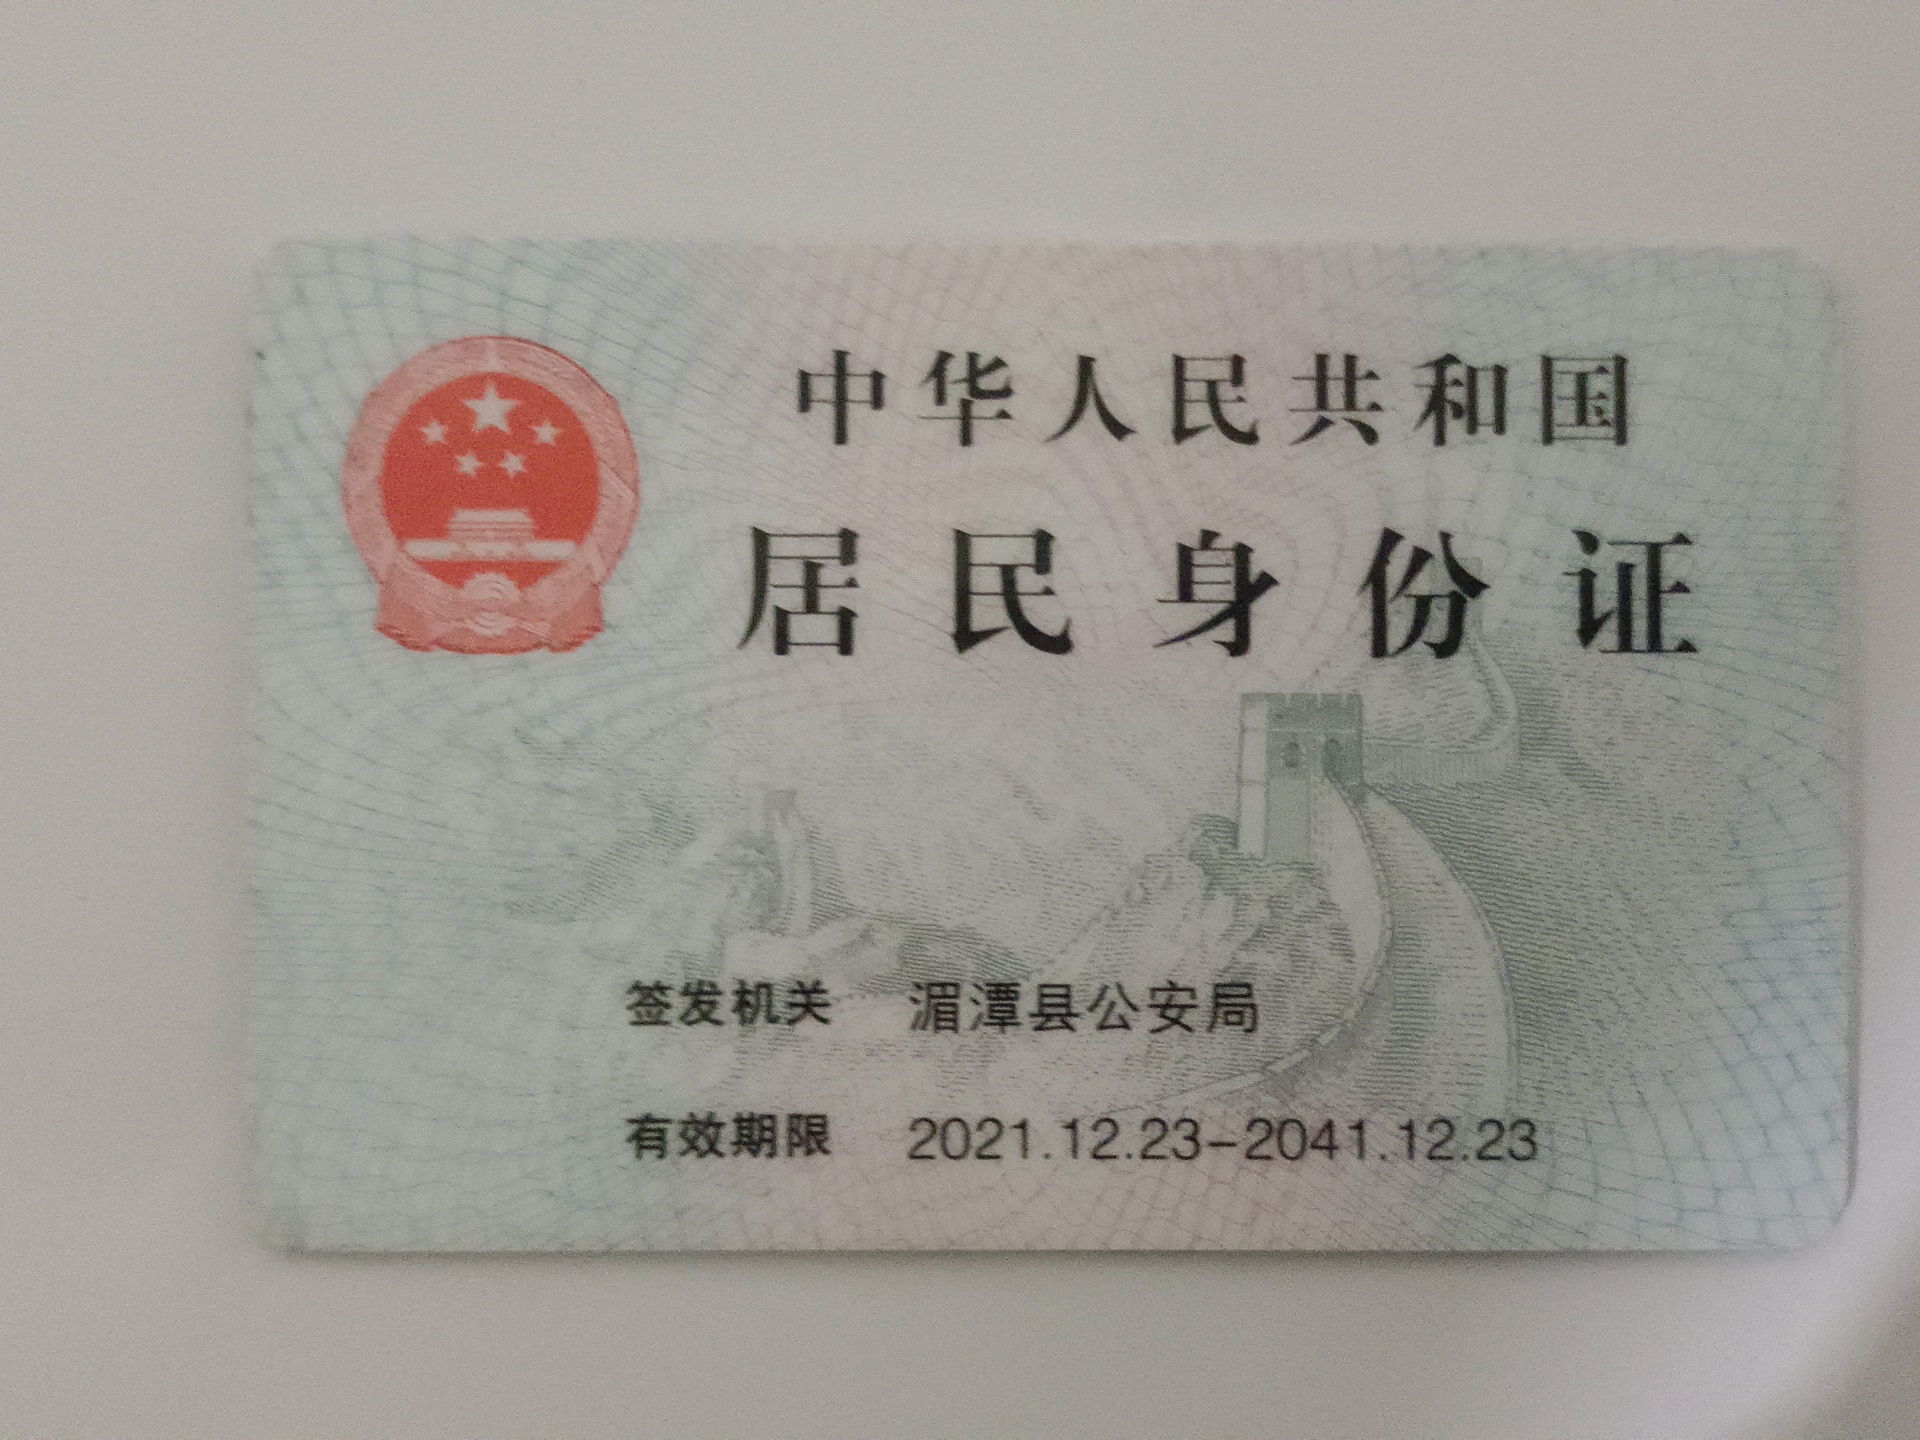 中华人民共和国
居民身份证
签发机关 湄潭县公安局
有效期限 2021.12.23-2041.12.23